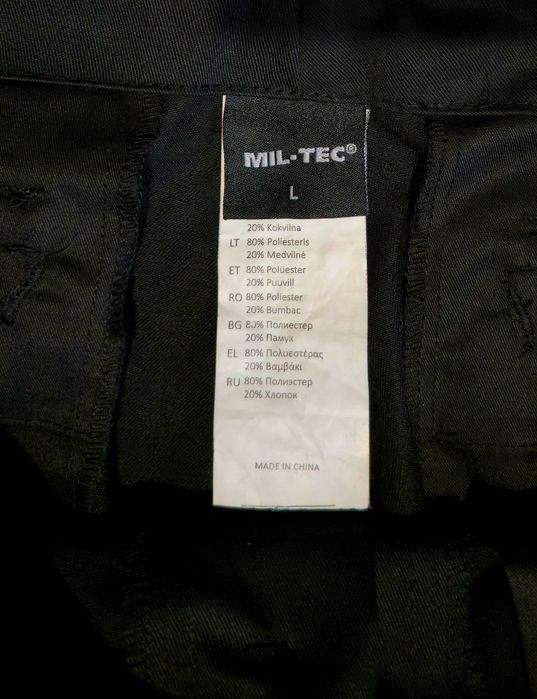 MIL-TEC®
L
20% Kokvilna
LT 80% Poliesteris
20% Medvilnė
ET 80% Polüester
20% Puuvill
RO 80% Poliester
20% Bumbac
BG 80% Полиестер
20% Памук
EL 80% Πολυεστέρας
20% Βαμβάκι
RU 80% Полиэстер
20% Хлопок
MADE IN CHINA